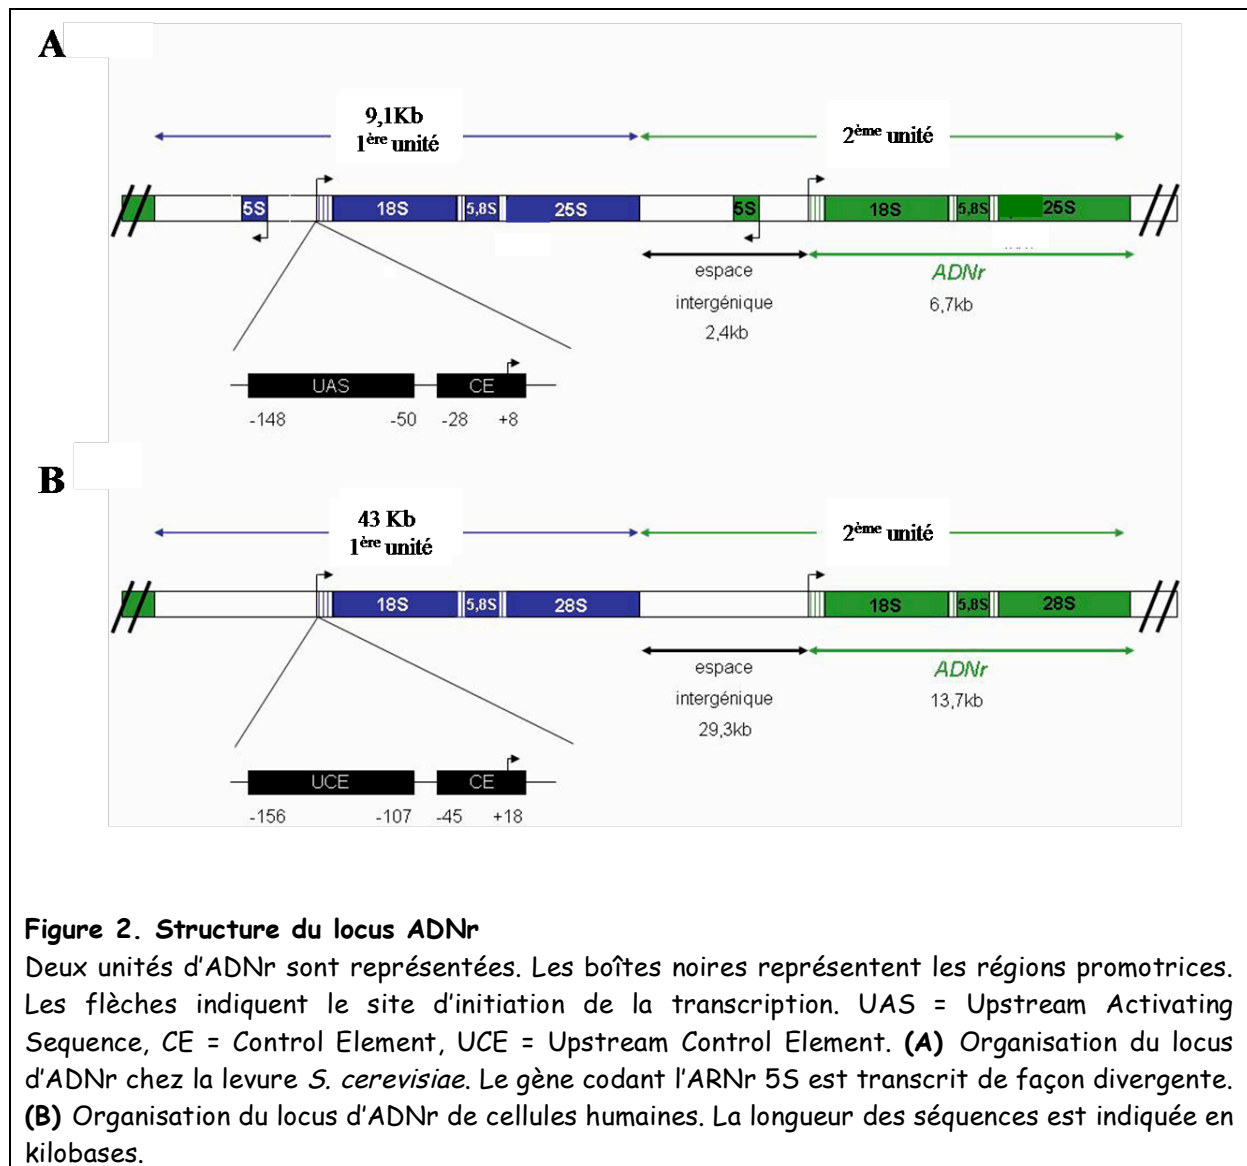 A
9,1Kb
1ère unité
2ème unité
5S 18S 5,8S 25S 5S 18S 5,8S 25S
espace
intergénique
2,4kb
ADNr
6,7kb
UAS CE
-148 -50 -28 +8
B
43 Kb
1ère unité
2ème unité
18S 5,8S 28S 18S 5,8S 28S
espace
intergénique
29,3kb
ADNr
13,7kb
UCE CE
-156 -107 -45 +18
Figure 2. Structure du locus ADNr
Deux unités d'ADNr sont représentées. Les boîtes noires représentent les régions promotrices.
Les flèches indiquent le site d'initiation de la transcription. UAS = Upstream Activating
Sequence, CE = Control Element, UCE = Upstream Control Element. (A) Organisation du locus
d'ADNr chez la levure S. cerevisiae. Le gène codant l'ARNr 5S est transcrit de façon divergente.
(B) Organisation du locus d'ADNr de cellules humaines. La longueur des séquences est indiquée en
kilobases.